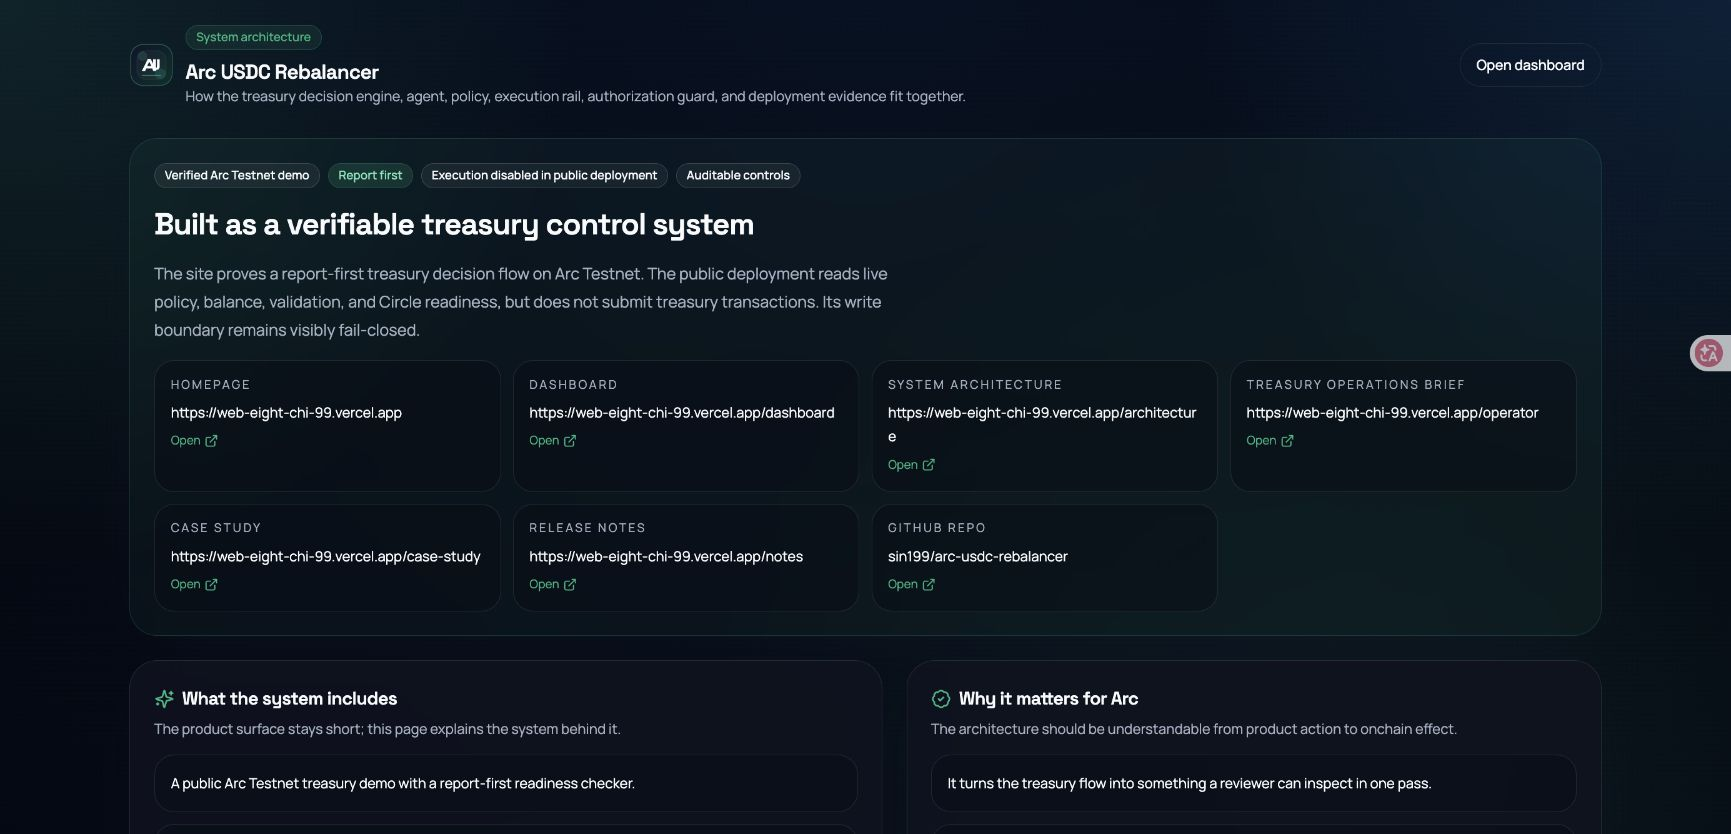 System architecture
Arc USDC Rebalancer
How the treasury decision engine, agent, policy, execution rail, authorization guard, and deployment evidence fit together.
Open dashboard
Verified Arc Testnet demo
Report first
Execution disabled in public deployment
Auditable controls
Built as a verifiable treasury control system
The site proves a report-first treasury decision flow on Arc Testnet. The public deployment reads live
policy, balance, validation, and Circle readiness, but does not submit treasury transactions. Its write
boundary remains visibly fail-closed.
HOMEPAGE
https://web-eight-chi-99.vercel.app
Open
DASHBOARD
https://web-eight-chi-99.vercel.app/dashboard
Open
SYSTEM ARCHITECTURE
https://web-eight-chi-99.vercel.app/architectur
e
Open
TREASURY OPERATIONS BRIEF
https://web-eight-chi-99.vercel.app/operator
Open
CASE STUDY
https://web-eight-chi-99.vercel.app/case-study
Open
RELEASE NOTES
https://web-eight-chi-99.vercel.app/notes
Open
GITHUB REPO
sin199/arc-usdc-rebalancer
Open
What the system includes
The product surface stays short; this page explains the system behind it.
A public Arc Testnet treasury demo with a report-first readiness checker.
Why it matters for Arc
The architecture should be understandable from product action to onchain effect.
It turns the treasury flow into something a reviewer can inspect in one pass.